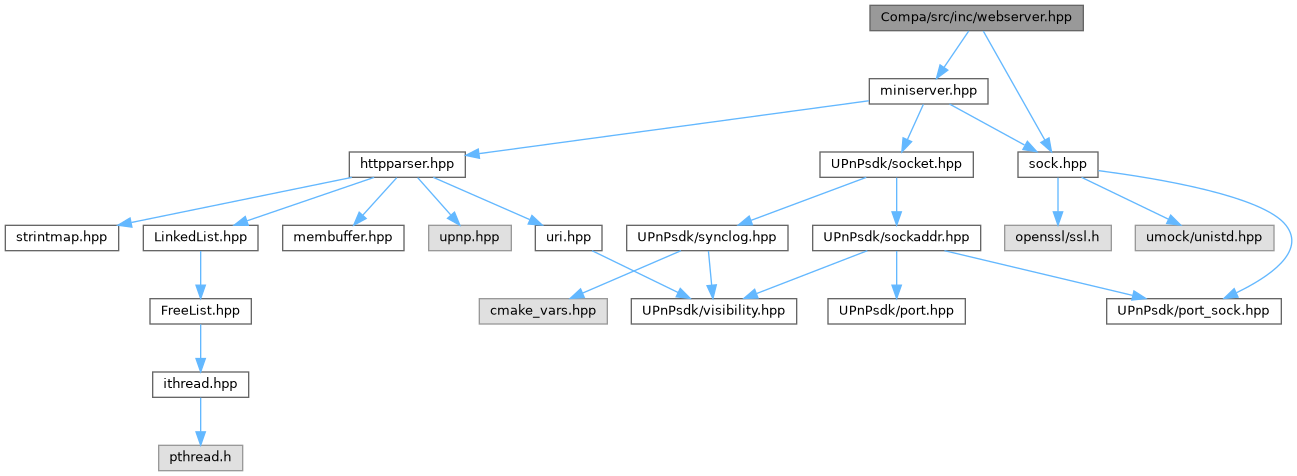 Compa/src/inc/webserver.hpp
miniserver.hpp
httpparser.hpp
UPnPsdk/socket.hpp
sock.hpp
strintmap.hpp
LinkedList.hpp
membuffer.hpp
upnp.hpp
uri.hpp
UPnPsdk/synclog.hpp
UPnPsdk/sockaddr.hpp
openssl/ssl.h
umock/unistd.hpp
FreeList.hpp
cmake_vars.hpp
UPnPsdk/visibility.hpp
UPnPsdk/port.hpp
UPnPsdk/port_sock.hpp
ithread.hpp
pthread.h